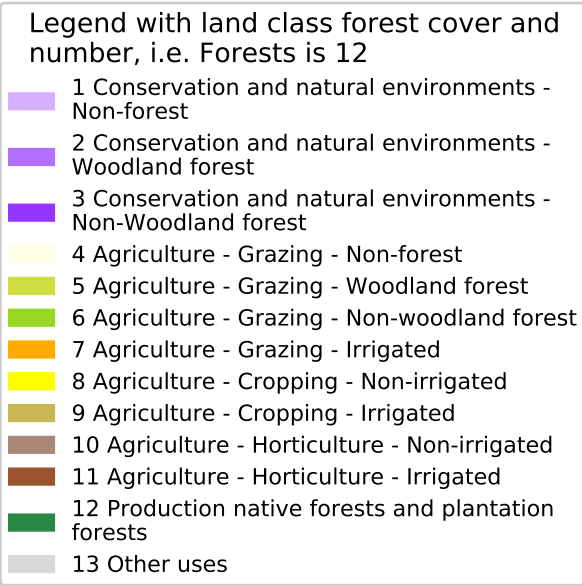 Legend with land class forest cover and
number, i.e. Forests is 12
1 Conservation and natural environments -
Non-forest
2 Conservation and natural environments -
Woodland forest
3 Conservation and natural environments -
Non-Woodland forest
4 Agriculture - Grazing - Non-forest
5 Agriculture - Grazing - Woodland forest
6 Agriculture - Grazing - Non-woodland forest
7 Agriculture - Grazing - Irrigated
8 Agriculture - Cropping - Non-irrigated
9 Agriculture - Cropping - Irrigated
10 Agriculture - Horticulture - Non-irrigated
11 Agriculture - Horticulture - Irrigated
12 Production native forests and plantation
forests
13 Other uses